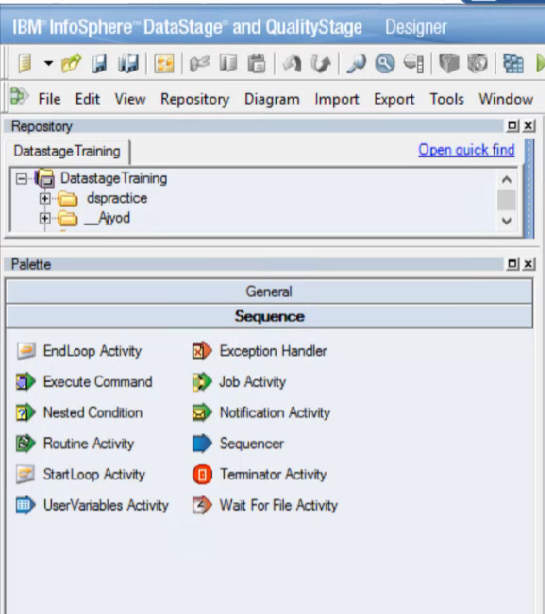 IBM® InfoSphere™ DataStage® and QualityStage Designer
File Edit View Repository Diagram Import Export Tools Window
Repository
DatastageTraining Open quick find
DatastageTraining
dspractice
__Ajyod
Palette
General
Sequence
EndLoop Activity Exception Handler
Execute Command Job Activity
Nested Condition Notification Activity
Routine Activity Sequencer
StartLoop Activity Terminator Activity
UserVariables Activity Wait For File Activity